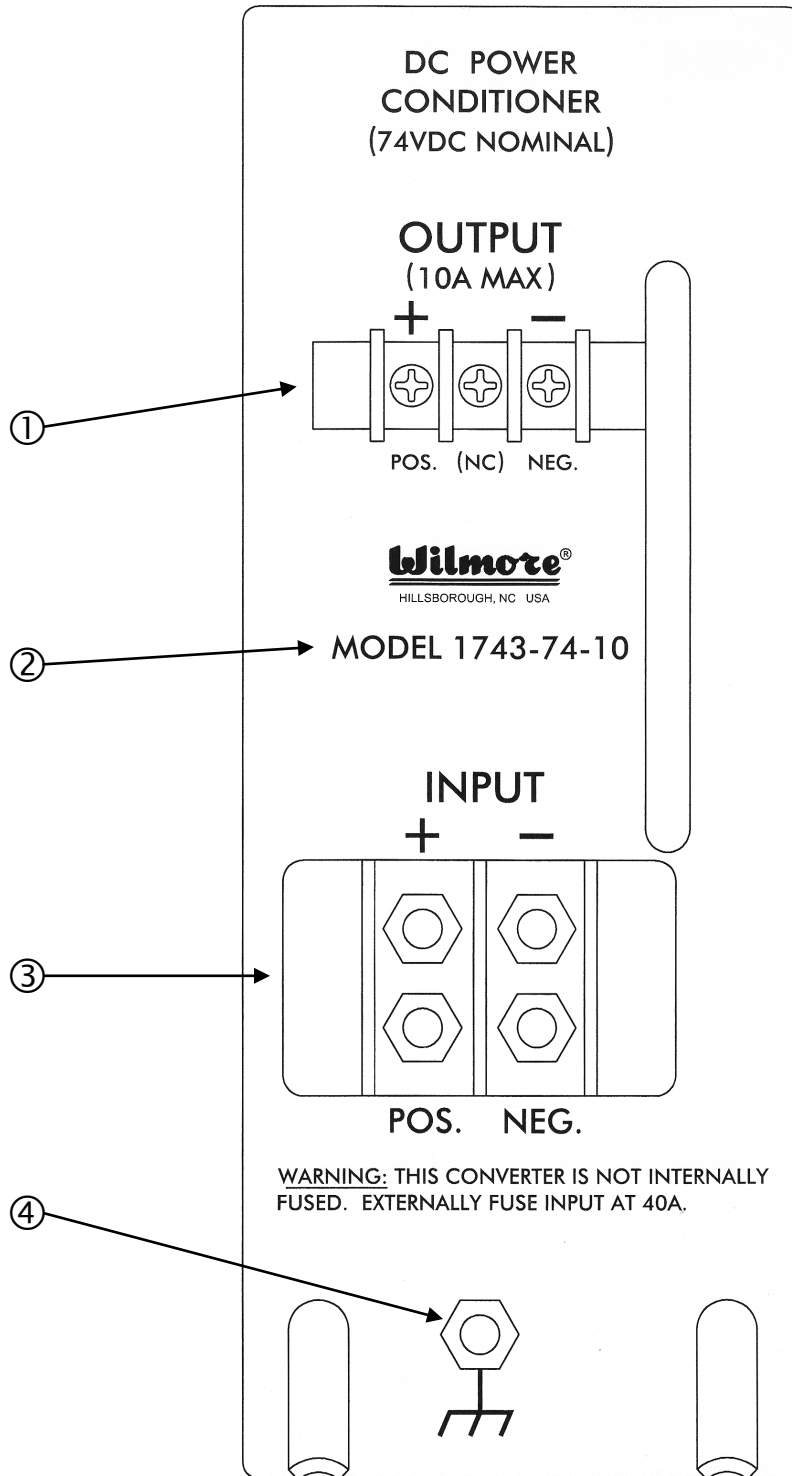 DC POWER
CONDITIONER
(74VDC NOMINAL)
OUTPUT
(10A MAX)
+ −
①
POS. (NC) NEG.
Wilmore®
HILLSBOROUGH, NC USA
② MODEL 1743-74-10
INPUT
+ −
③
POS. NEG.
WARNING: THIS CONVERTER IS NOT INTERNALLY
FUSED. EXTERNALLY FUSE INPUT AT 40A.
④